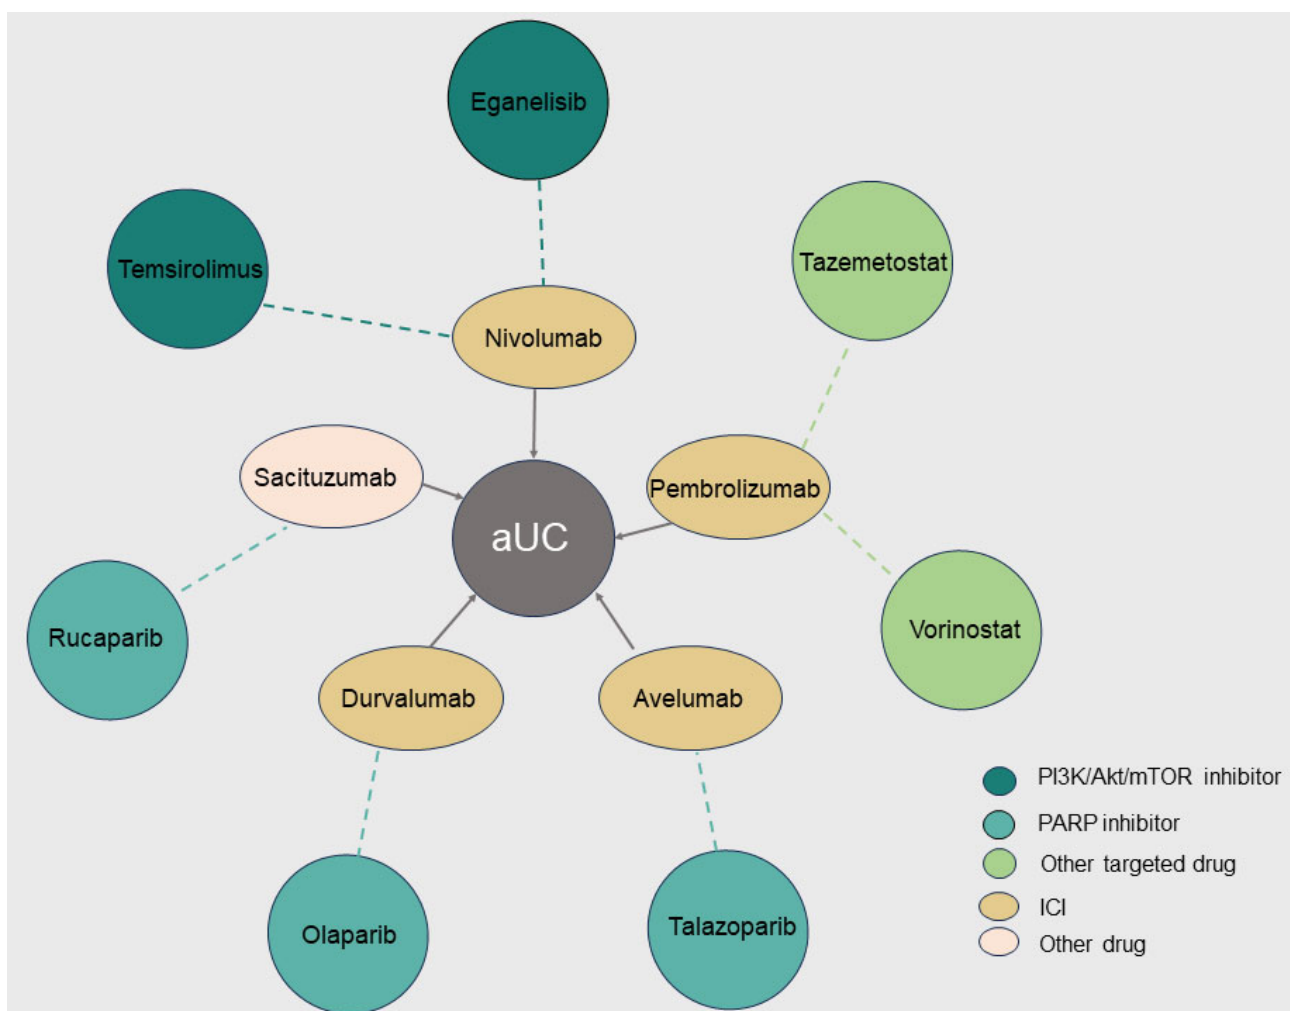 Eganelisib
Temsirolimus
Tazemetostat
Nivolumab
Sacituzumab
Pembrolizumab
aUC
Rucaparib
Vorinostat
Durvalumab
Avelumab
Olaparib
Talazoparib
PI3K/Akt/mTOR inhibitor
PARP inhibitor
Other targeted drug
ICI
Other drug